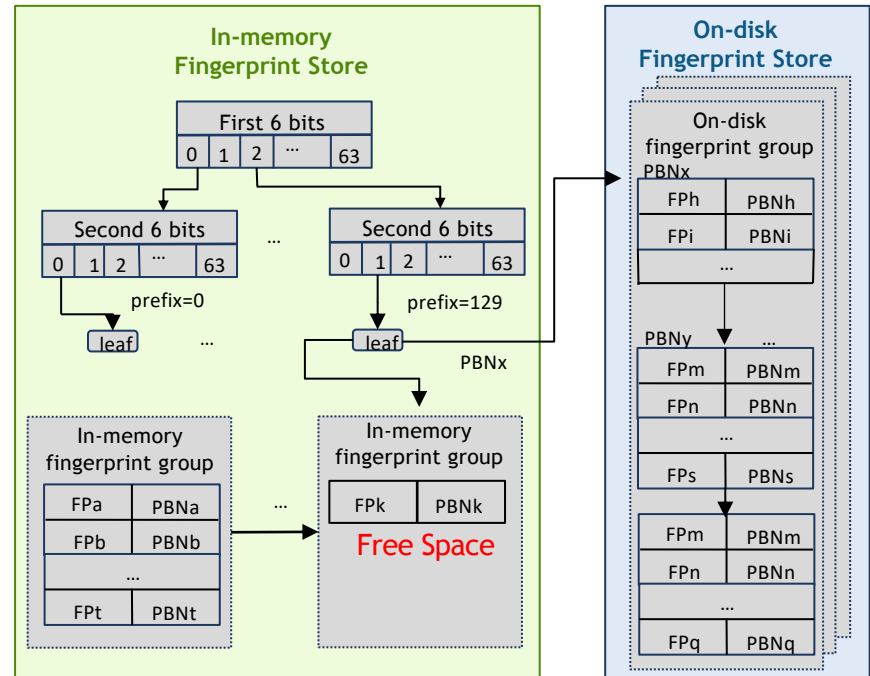 In-memory
Fingerprint Store
First 6 bits
0 1 2 ... 63
Second 6 bits
0 1 2 ... 63
...
Second 6 bits
0 1 2 ... 63
prefix=0
prefix=129
leaf
...
leaf
PBNx
In-memory
fingerprint group
FPa PBNa
FPb PBNb
...
FPt PBNt
...
In-memory
fingerprint group
FPk PBNk
Free Space
On-disk
Fingerprint Store
On-disk
fingerprint group
PBNx
FPh PBNh
FPi PBNi
...
PBNy ...
FPm PBNm
FPn PBNn
...
FPs PBNs
FPm PBNm
FPn PBNn
...
FPq PBNq